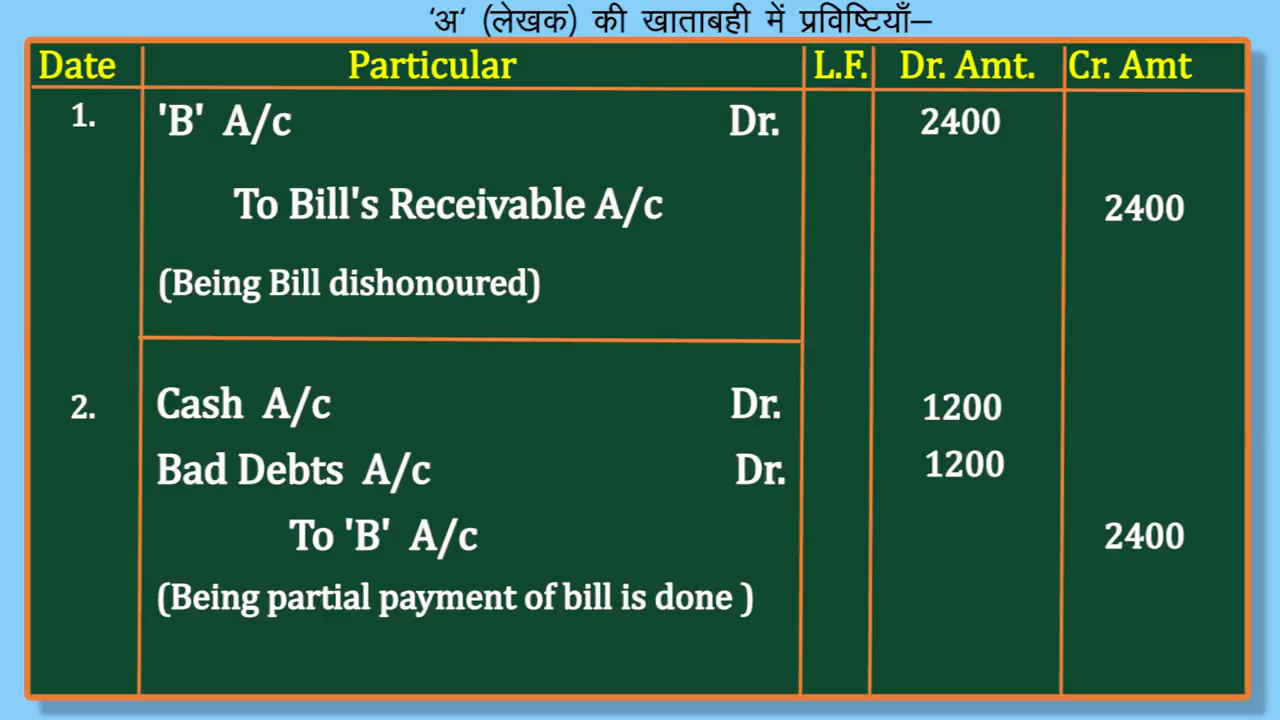 ‘अ‘ (लेखक) की खाताबही में प्रविष्टियाँ–
Date Particular L.F. Dr. Amt. Cr. Amt
1. 'B' A/c Dr. 2400
To Bill's Receivable A/c 2400
(Being Bill dishonoured)
2. Cash A/c Dr. 1200
Bad Debts A/c Dr. 1200
To 'B' A/c 2400
(Being partial payment of bill is done )